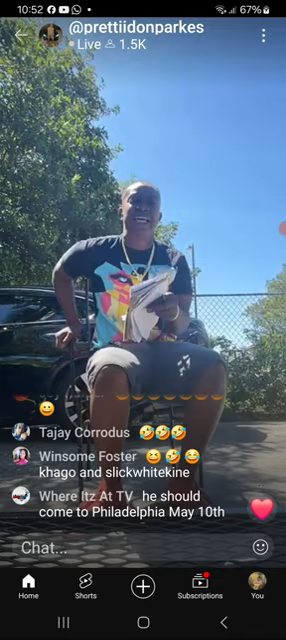 10:52
67%
@prettiidonparkes
Live 1.5K
Tajay Corrodus 🤣🤣🤣
Winsome Foster 😆🤣😂
khago and slickwhitekine
Where Itz At TV he should
come to Philadelphia May 10th
Chat...
Home Shorts Subscriptions You